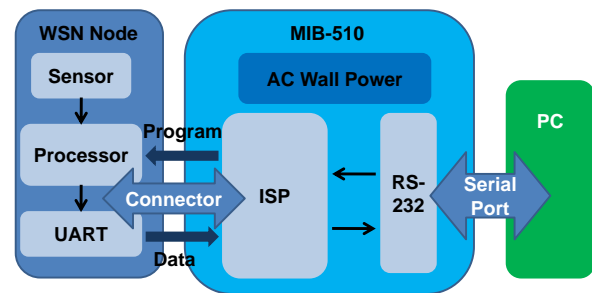 WSN Node
MIB-510
Sensor
AC Wall Power
PC
Program
Processor
ISP
RS-
232
Connector
Serial
Port
UART
Data